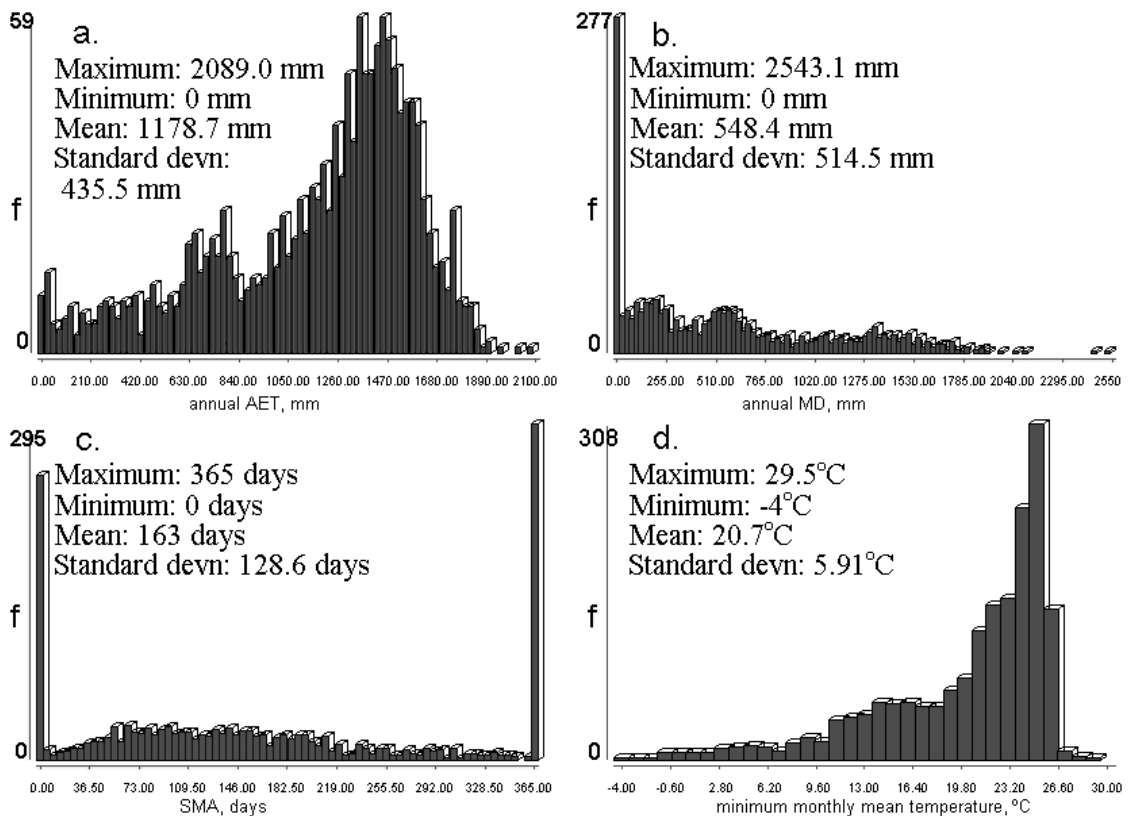 59
a.
Maximum: 2089.0 mm
Minimum: 0 mm
Mean: 1178.7 mm
Standard devn:
435.5 mm
f
0
0.00 210.00 420.00 630.00 840.00 1050.00 1260.00 1470.00 1680.00 1890.00 2100.00
annual AET, mm
277
b.
Maximum: 2543.1 mm
Minimum: 0 mm
Mean: 548.4 mm
Standard devn: 514.5 mm
f
0
0.00 255.00 510.00 765.00 1020.00 1275.00 1530.00 1785.00 2040.00 2295.00 2550
annual MD, mm
295
c.
Maximum: 365 days
Minimum: 0 days
Mean: 163 days
Standard devn: 128.6 days
f
0
0.00 36.50 73.00 109.50 146.00 182.50 219.00 255.50 292.00 328.50 365.00
SMA, days
308
d.
Maximum: 29.5°C
Minimum: -4°C
Mean: 20.7°C
Standard devn: 5.91°C
f
0
-4.00 -0.60 2.80 6.20 9.60 13.00 16.40 19.80 23.20 26.60 30.00
minimum monthly mean temperature, ºC